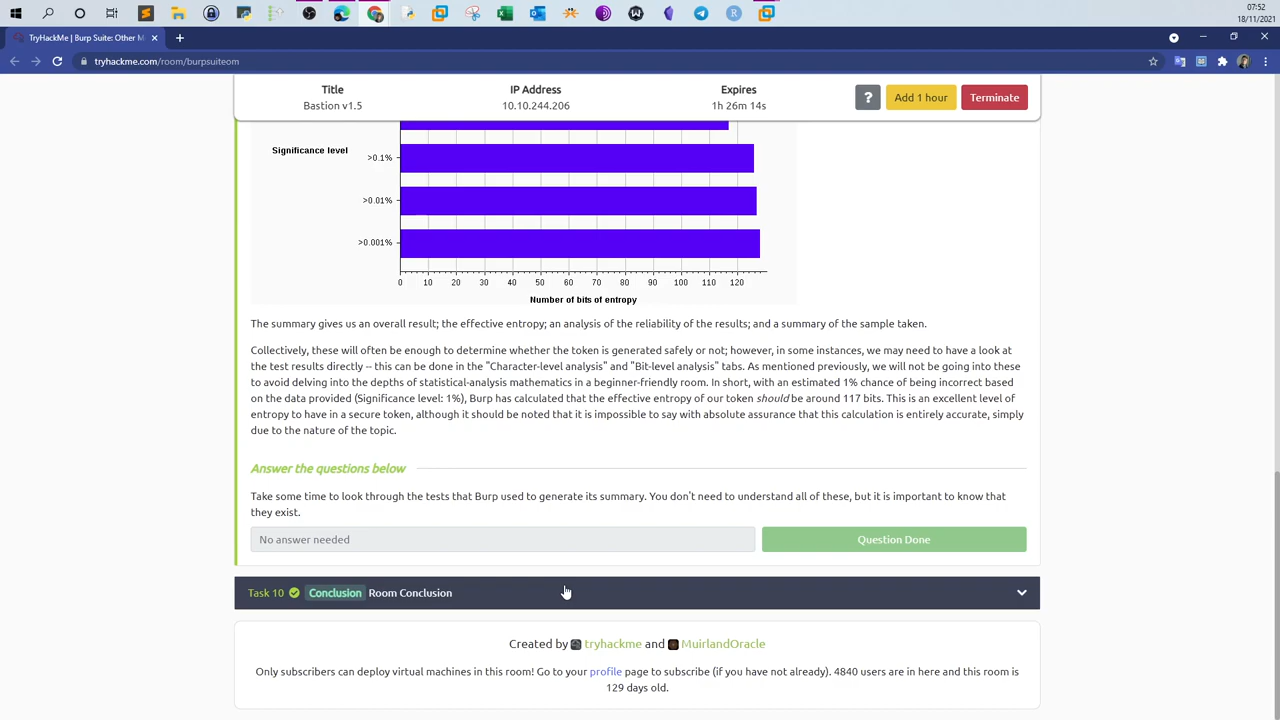 07:52
18/11/2021
TryHackMe | Burp Suite: Other M
tryhackme.com/room/burpsuiteom
Title
Bastion v1.5
IP Address
10.10.244.206
Expires
1h 26m 14s
?
Add 1 hour
Terminate
Significance level
>0.1%
>0.01%
>0.001%
0 10 20 30 40 50 60 70 80 90 100 110 120
Number of bits of entropy
The summary gives us an overall result; the effective entropy; an analysis of the reliability of the results; and a summary of the sample taken.
Collectively, these will often be enough to determine whether the token is generated safely or not; however, in some instances, we may need to have a look at
the test results directly -- this can be done in the "Character-level analysis" and "Bit-level analysis" tabs. As mentioned previously, we will not be going into these
to avoid delving into the depths of statistical-analysis mathematics in a beginner-friendly room. In short, with an estimated 1% chance of being incorrect based
on the data provided (Significance level: 1%), Burp has calculated that the effective entropy of our token should be around 117 bits. This is an excellent level of
entropy to have in a secure token, although it should be noted that it is impossible to say with absolute assurance that this calculation is entirely accurate, simply
due to the nature of the topic.
Answer the questions below
Take some time to look through the tests that Burp used to generate its summary. You don't need to understand all of these, but it is important to know that
they exist.
No answer needed
Question Done
Task 10 Conclusion Room Conclusion
Created by tryhackme and MuirlandOracle
Only subscribers can deploy virtual machines in this room! Go to your profile page to subscribe (if you have not already). 4840 users are in here and this room is
129 days old.